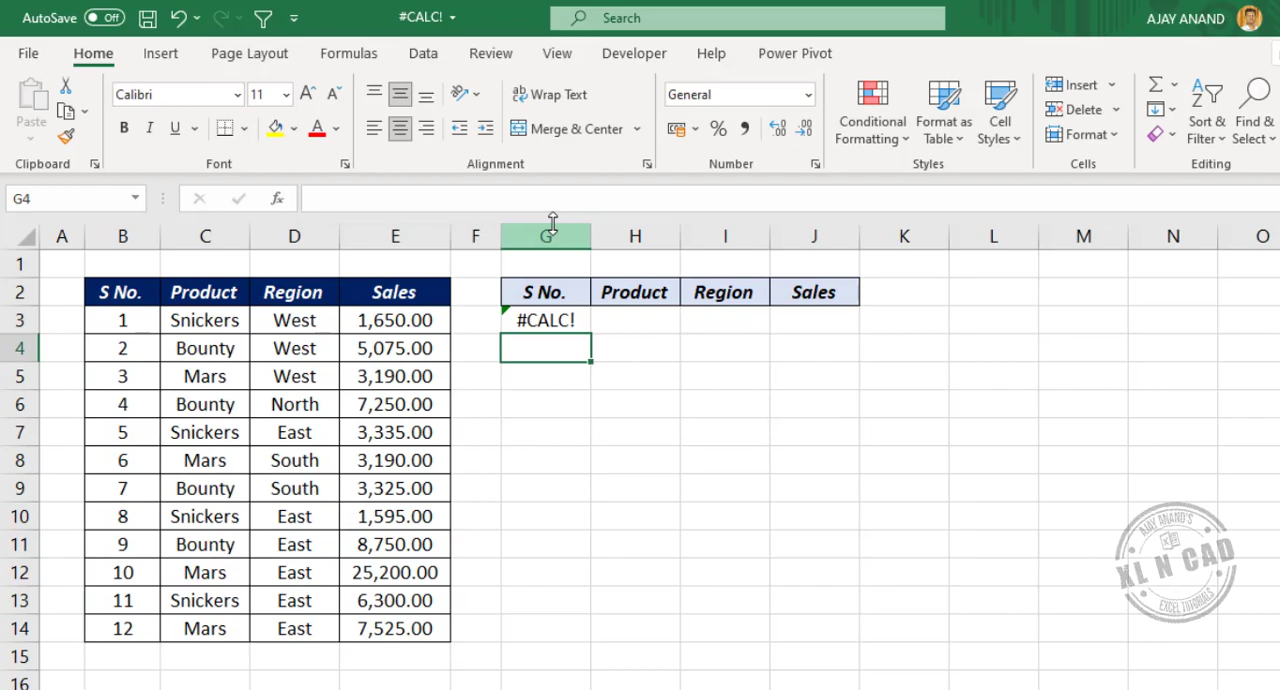 AutoSave Off #CALC! Search AJAY ANAND
File Home Insert Page Layout Formulas Data Review View Developer Help Power Pivot
Paste Calibri 11 Wrap Text General Conditional Formatting Format as Table Cell Styles Insert Sort & Filter Find & Select
B I U Merge & Center % Delete
Format
Clipboard Font Alignment Number Styles Cells Editing
G4 fx
A B C D E F G H I J K L M N O
1
2 S No. Product Region Sales S No. Product Region Sales
3 1 Snickers West 1,650.00 #CALC!
4 2 Bounty West 5,075.00
5 3 Mars West 3,190.00
6 4 Bounty North 7,250.00
7 5 Snickers East 3,335.00
8 6 Mars South 3,190.00
9 7 Bounty South 3,325.00
10 8 Snickers East 1,595.00
11 9 Bounty East 8,750.00
12 10 Mars East 25,200.00
13 11 Snickers East 6,300.00
14 12 Mars East 7,525.00
15
16
AJAY ANAND'S
XL N CAD
EXCEL TUTORIALS